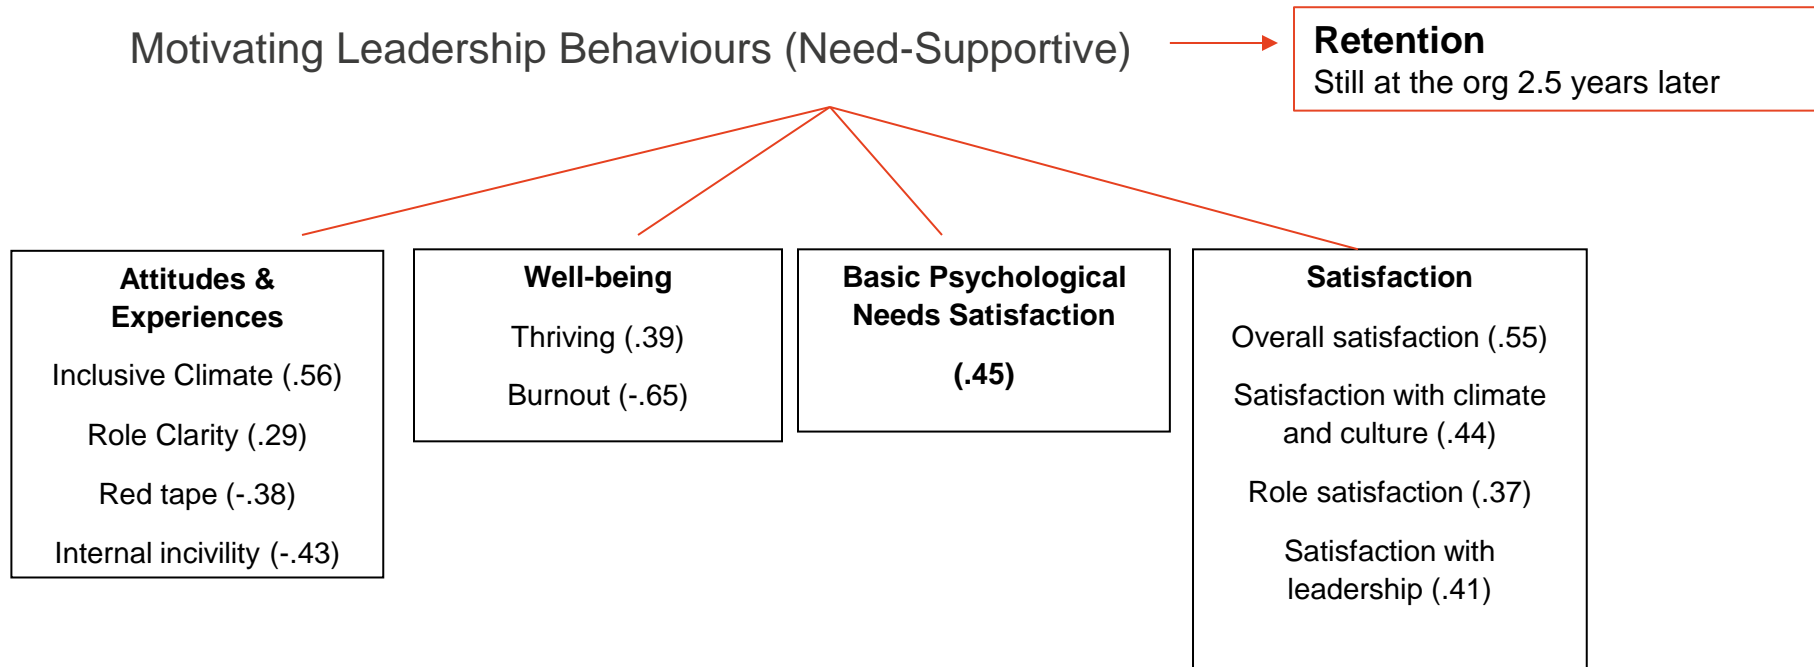 Motivating Leadership Behaviours (Need-Supportive)
Retention
Still at the org 2.5 years later
Attitudes &
Experiences
Inclusive Climate (.56)
Role Clarity (.29)
Red tape (-.38)
Internal incivility (-.43)
Well-being
Thriving (.39)
Burnout (-.65)
Basic Psychological
Needs Satisfaction
(.45)
Satisfaction
Overall satisfaction (.55)
Satisfaction with climate
and culture (.44)
Role satisfaction (.37)
Satisfaction with
leadership (.41)